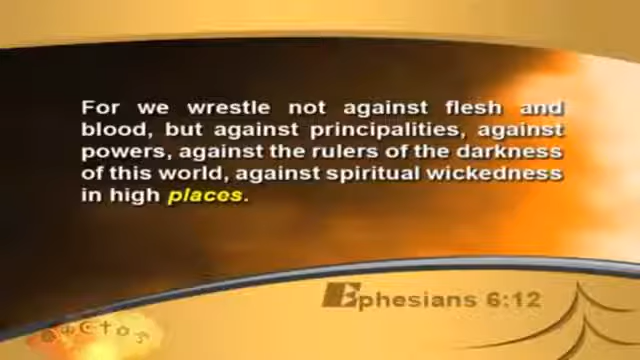 For we wrestle not against flesh and
blood, but against principalities, against
powers, against the rulers of the darkness
of this world, against spiritual wickedness
in high places.
Ephesians 6:12